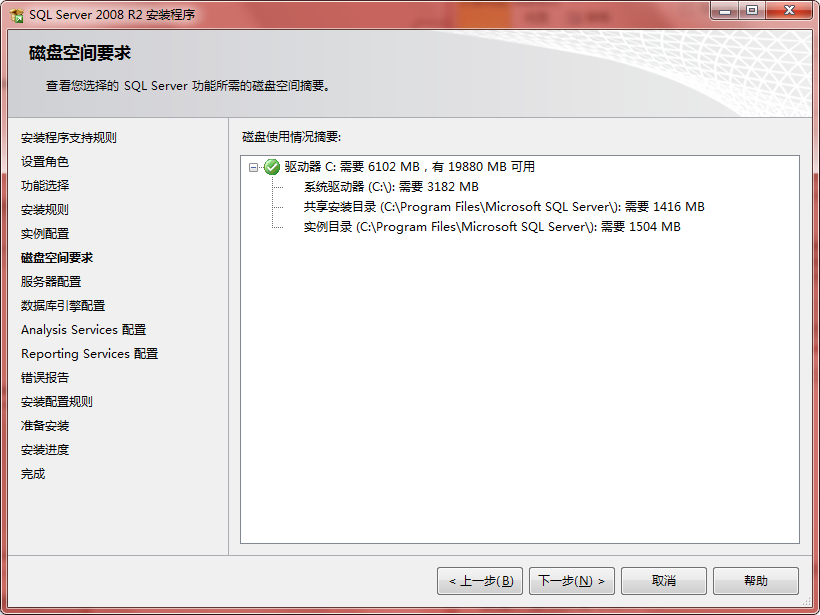 SQL Server 2008 R2 安装程序
磁盘空间要求
查看您选择的 SQL Server 功能所需的磁盘空间摘要。
安装程序支持规则
设置角色
功能选择
安装规则
实例配置
磁盘空间要求
服务器配置
数据库引擎配置
Analysis Services 配置
Reporting Services 配置
错误报告
安装配置规则
准备安装
安装进度
完成
磁盘使用情况摘要:
驱动器 C: 需要 6102 MB，有 19880 MB 可用
系统驱动器 (C:\): 需要 3182 MB
共享安装目录 (C:\Program Files\Microsoft SQL Server\): 需要 1416 MB
实例目录 (C:\Program Files\Microsoft SQL Server\): 需要 1504 MB
< 上一步(B)
下一步(N) >
取消
帮助